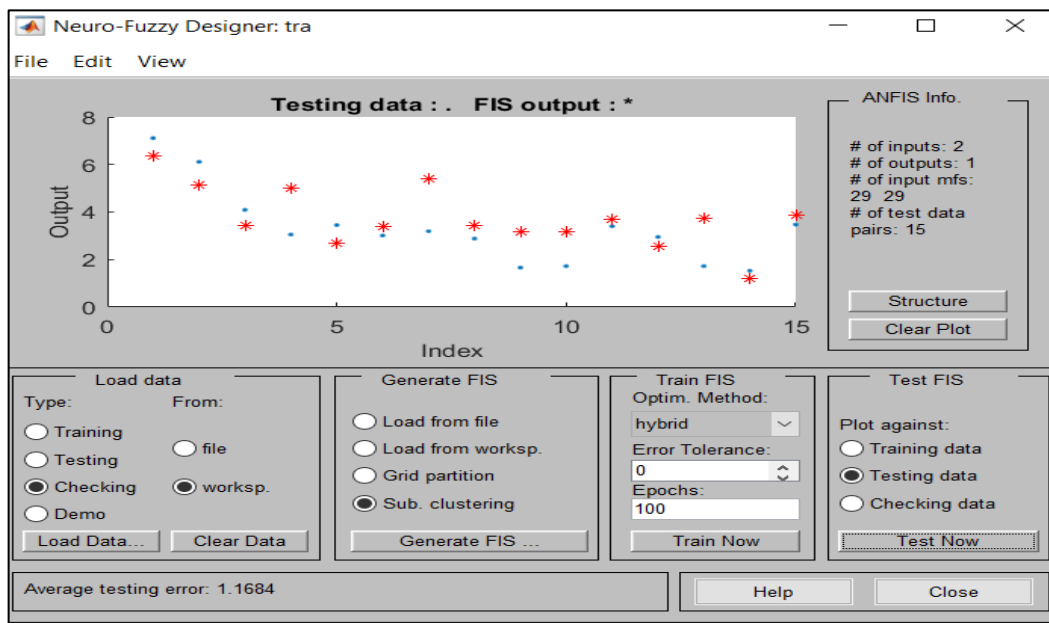 Neuro-Fuzzy Designer: tra
File Edit View
Testing data : . FIS output : *
8
6
4
2
0
Output
0 5 10 15
Index
ANFIS Info.
# of inputs: 2
# of outputs: 1
# of input mfs:
29 29
# of test data
pairs: 15
Structure
Clear Plot
Load data
Type: From:
Training
Testing
Checking
Demo
file
worksp.
Load Data... Clear Data
Generate FIS
Load from file
Load from worksp.
Grid partition
Sub. clustering
Generate FIS ...
Train FIS
Optim. Method:
hybrid
Error Tolerance:
0
Epochs:
100
Train Now
Test FIS
Plot against:
Training data
Testing data
Checking data
Test Now
Average testing error: 1.1684
Help Close